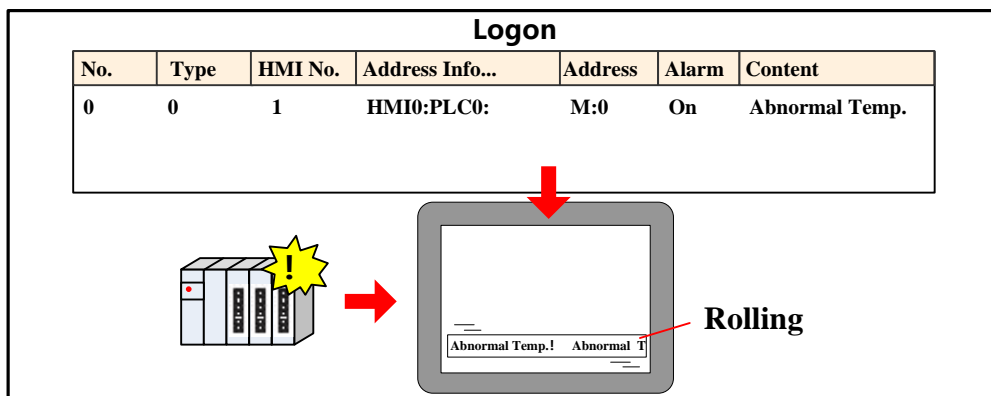 Logon
No. Type HMI No. Address Info... Address Alarm Content
0 0 1 HMI0:PLC0: M:0 On Abnormal Temp.
!
Rolling
Abnormal Temp.! Abnormal T